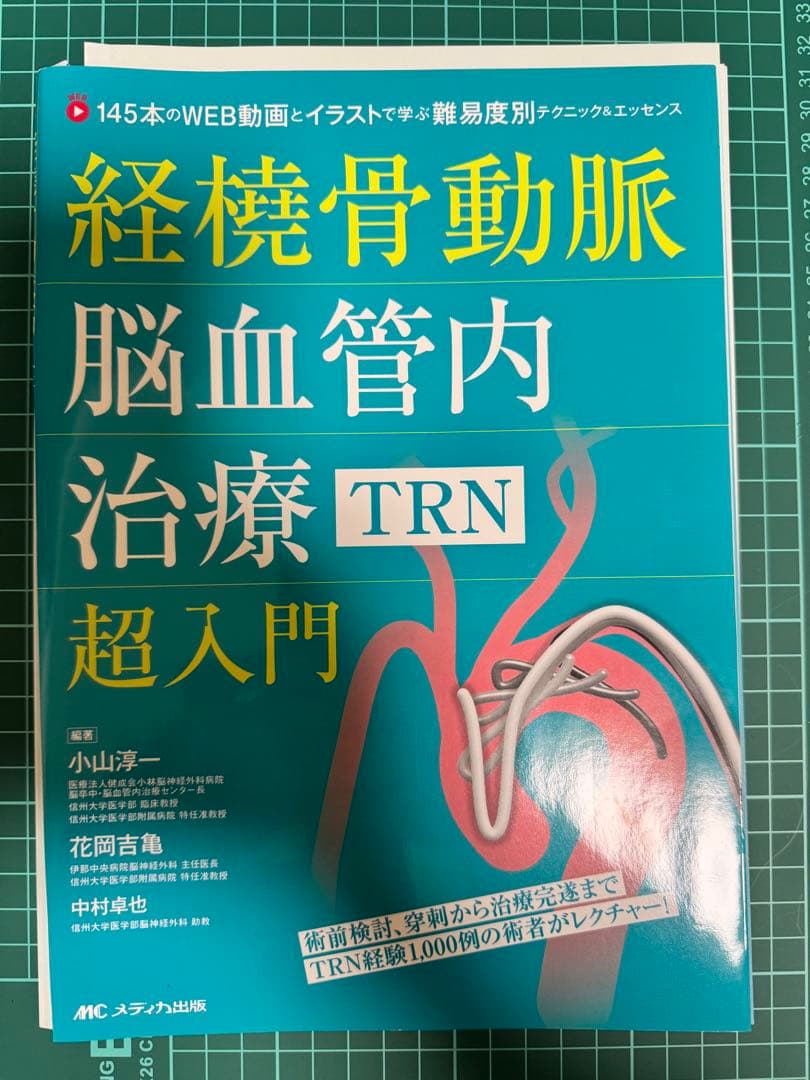 WEB
145本のWEB動画とイラストで学ぶ難易度別テクニック&エッセンス
経橈骨動脈
脳血管内
治療 TRN
超入門
編著
小山淳一
医療法人健成会小林脳神経外科病院
脳卒中・脳血管内治療センター長
信州大学医学部 臨床教授
信州大学医学部附属病院 特任准教授
花岡吉亀
伊那中央病院脳神経外科 主任医長
信州大学医学部附属病院 特任准教授
中村卓也
信州大学医学部脳神経外科 助教
術前検討、穿刺から治療完遂まで
TRN経験1,000例の術者がレクチャー!
MC メディカ出版
33
32
31
30
29
28